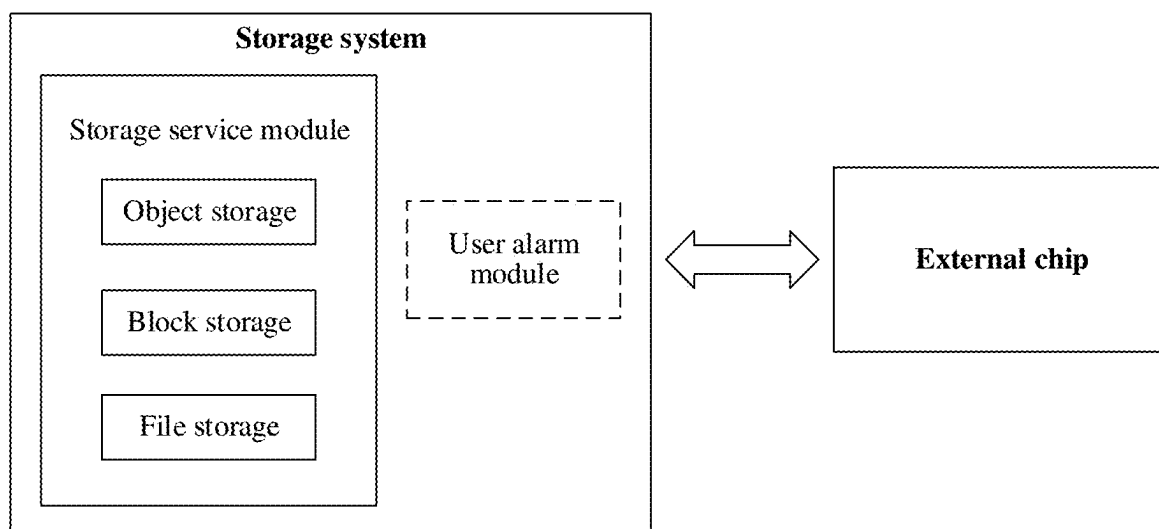 Storage system
Storage service module
Object storage
Block storage
File storage
User alarm
module
External chip